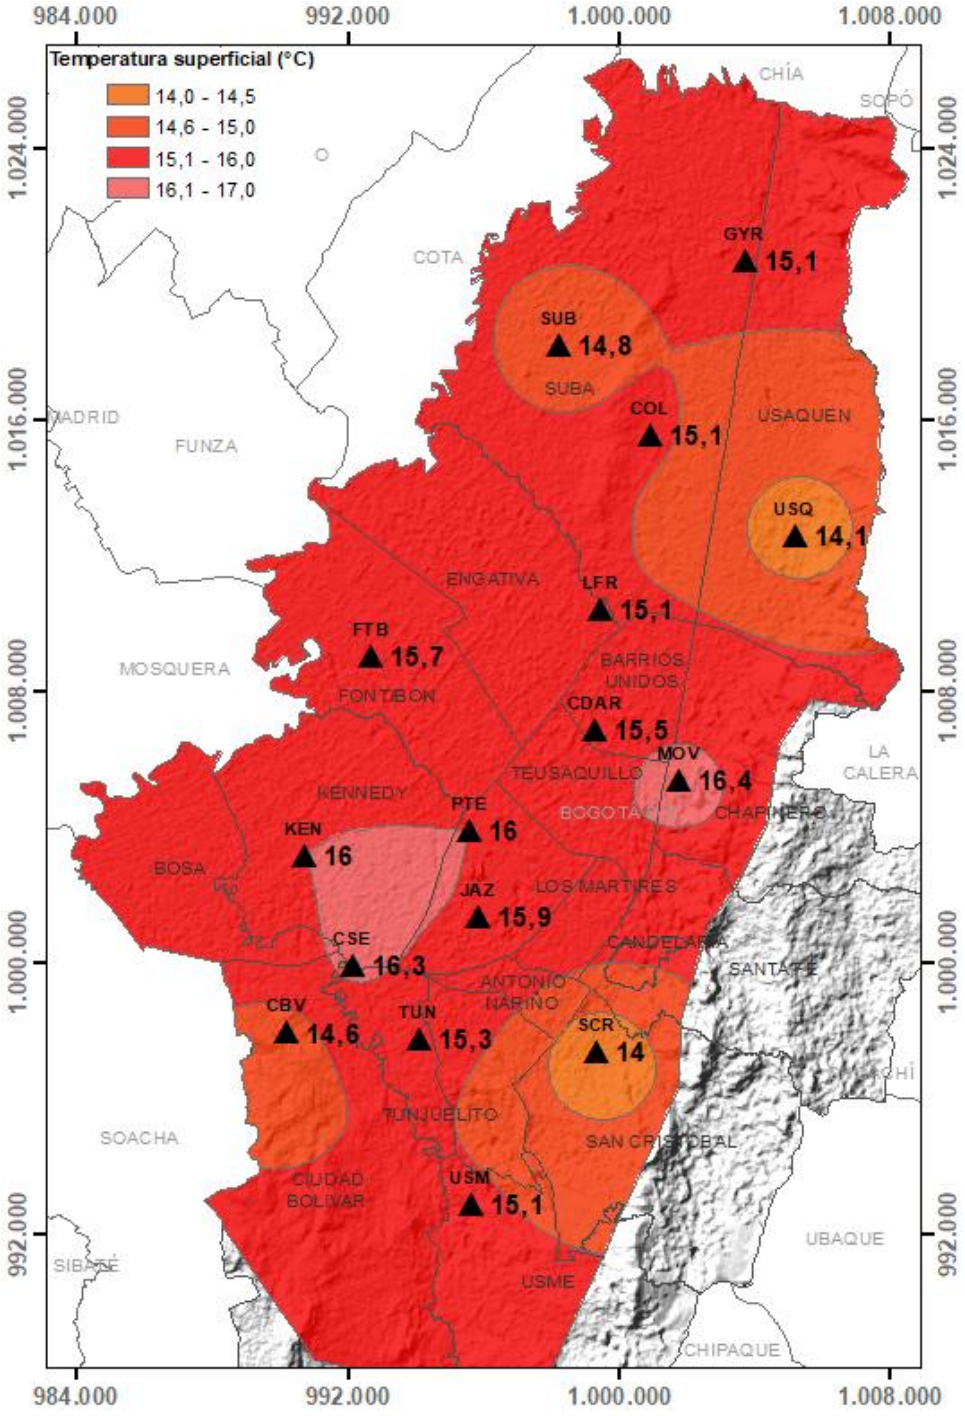 984.000 992.000 1.000.000 1.008.000
Temperatura superficial (°C)
14,0 - 14,5
14,6 - 15,0
15,1 - 16,0
16,1 - 17,0
CHÍA
SOPÓ
1.024.000
1.024.000
GYR
15,1
COTA
SUB
14,8
SUBA
COL
15,1
USAQUEN
1.016.000
1.016.000
MADRID
FUNZA
USQ
14,1
ENGATIVA
LFR
15,1
FTB
15,7
BARRIOS
UNIDOS
MOSQUERA
FONTIBON
1.008.000
1.008.000
CDAR
15,5
MOV
16,4
LA
CALERA
TEUSAQUILLO
KENNEDY
PTE
16
BOGOTÁ
CHAPINERO
KEN
16
BOSA
JAZ
15,9
LOS MARTIRES
CSE
16,3
CANDELARIA
SANTA FE
1.000.000
1.000.000
ANTONIO
NARIÑO
CBV
14,6
TUN
15,3
SCR
14
TUNJUELITO
SOACHA
SAN CRISTOBAL
CIUDAD
BOLIVAR
USM
15,1
992.000
992.000
UBAQUE
SIBATÉ
USME
CHIPAQUE
984.000 992.000 1.000.000 1.008.000